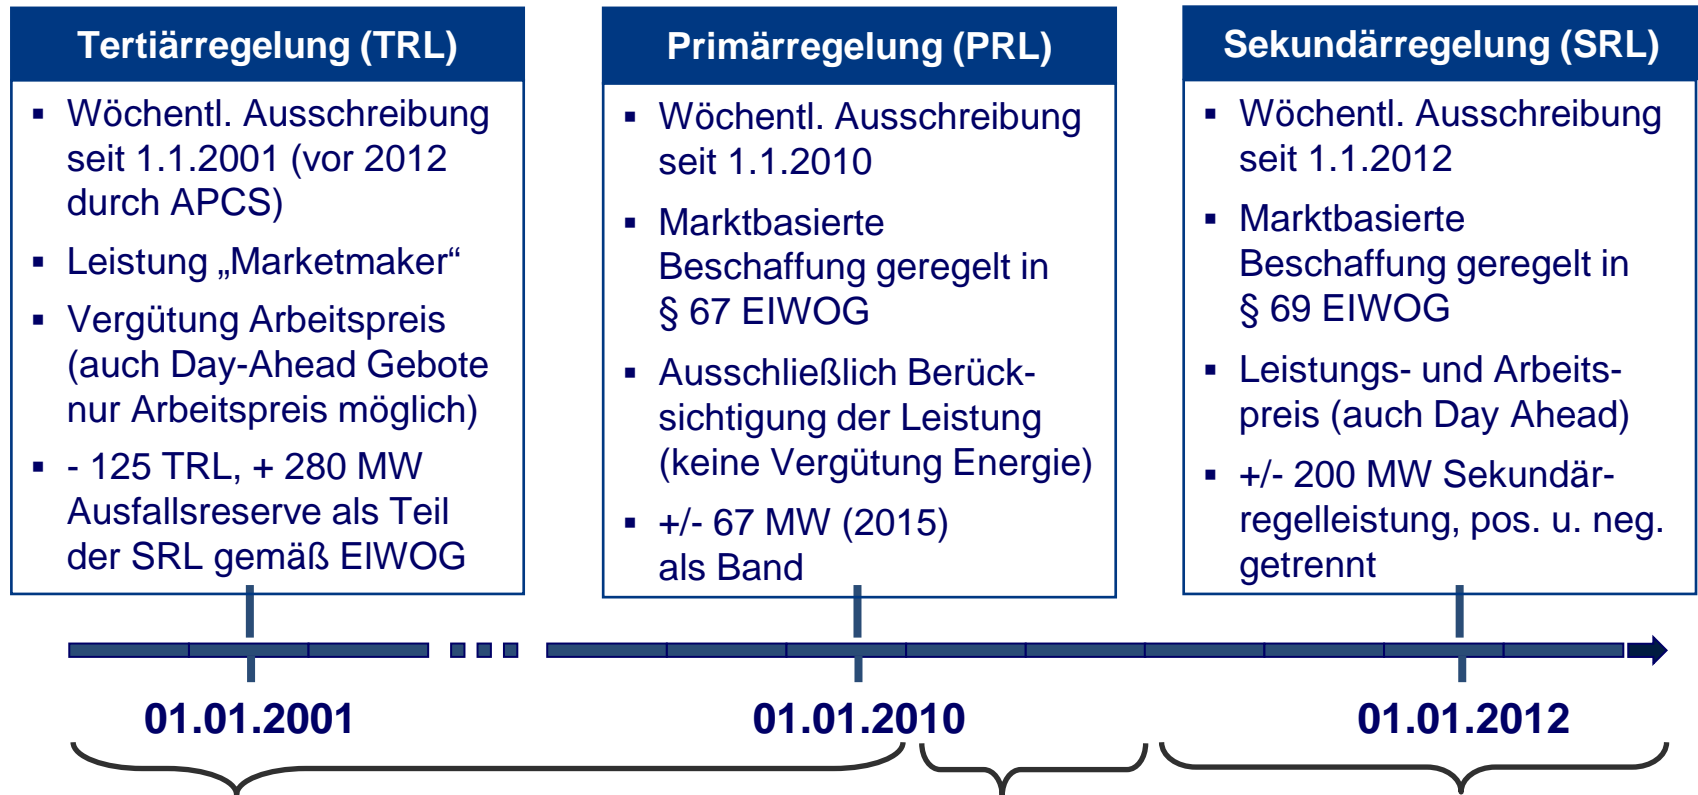 Tertiärregelung (TRL)
▪ Wöchentl. Ausschreibung
seit 1.1.2001 (vor 2012
durch APCS)
▪ Leistung „Marketmaker“
▪ Vergütung Arbeitspreis
(auch Day-Ahead Gebote
nur Arbeitspreis möglich)
▪ - 125 TRL, + 280 MW
Ausfallsreserve als Teil
der SRL gemäß EIWOG
Primärregelung (PRL)
▪ Wöchentl. Ausschreibung
seit 1.1.2010
▪ Marktbasierte
Beschaffung geregelt in
§ 67 EIWOG
▪ Ausschließlich Berück-
sichtigung der Leistung
(keine Vergütung Energie)
▪ +/- 67 MW (2015)
als Band
Sekundärregelung (SRL)
▪ Wöchentl. Ausschreibung
seit 1.1.2012
▪ Marktbasierte
Beschaffung geregelt in
§ 69 EIWOG
▪ Leistungs- und Arbeits-
preis (auch Day Ahead)
▪ +/- 200 MW Sekundär-
regelleistung, pos. u. neg.
getrennt
01.01.2001
01.01.2010
01.01.2012